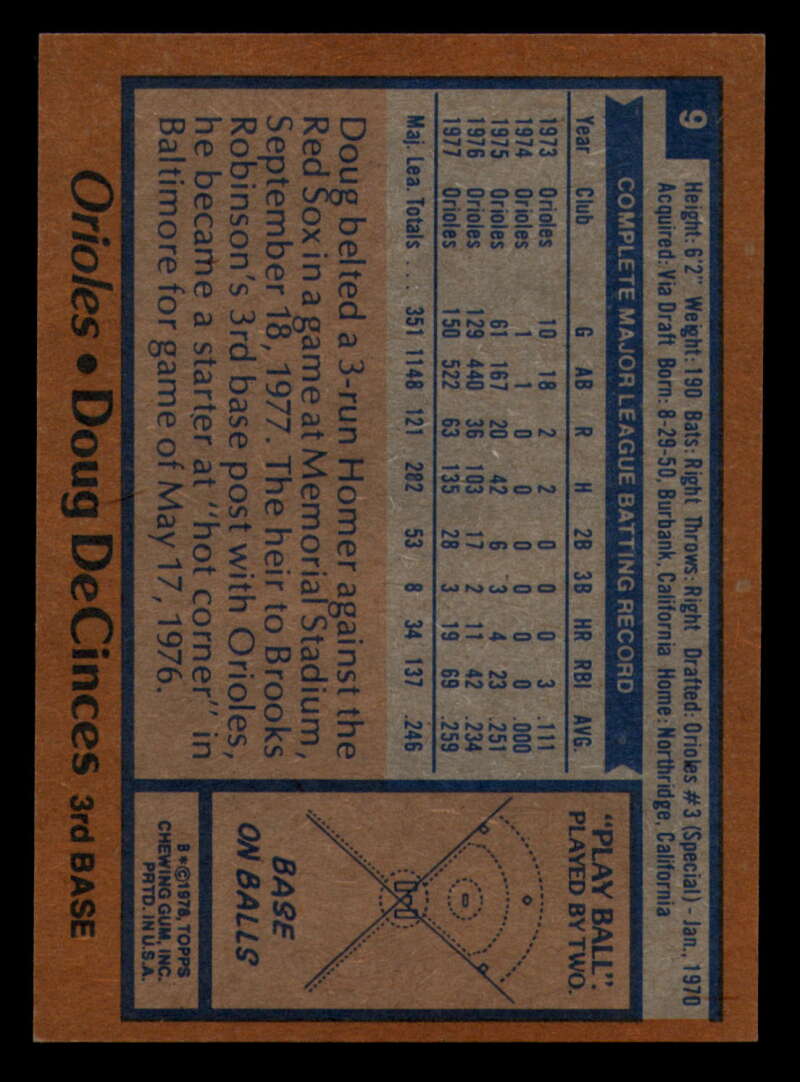 9
Height: 6'2" Weight: 190 Bats: Right Throws: Right Drafted: Orioles #3 (Special) - Jan., 1970
Acquired: Via Draft Born: 8-29-50, Burbank, California Home: Northridge, California
COMPLETE MAJOR LEAGUE BATTING RECORD
Year Club G AB R H 2B 3B HR RBI AVG.
1973 Orioles 10 18 2 2 0 0 0 3 .111
1974 Orioles 1 1 0 0 0 0 0 0 .000
1975 Orioles 61 167 20 42 6 3 4 23 .251
1976 Orioles 129 440 36 103 17 2 11 42 .234
1977 Orioles 150 522 63 135 28 3 19 69 .259
Maj. Lea. Totals ... 351 1148 121 282 53 8 34 137 .246
Doug belted a 3-run Homer against the
Red Sox in a game at Memorial Stadium,
September 18, 1977. The heir to Brooks
Robinson's 3rd base post with Orioles,
he became a starter at "hot corner" in
Baltimore for game of May 17, 1976.
"PLAY BALL":
PLAYED BY TWO.
BASE
ON BALLS
B*©1978, TOPPS
CHEWING GUM, INC.
PRTD. IN U.S.A.
Orioles • Doug DeCinces 3rd BASE